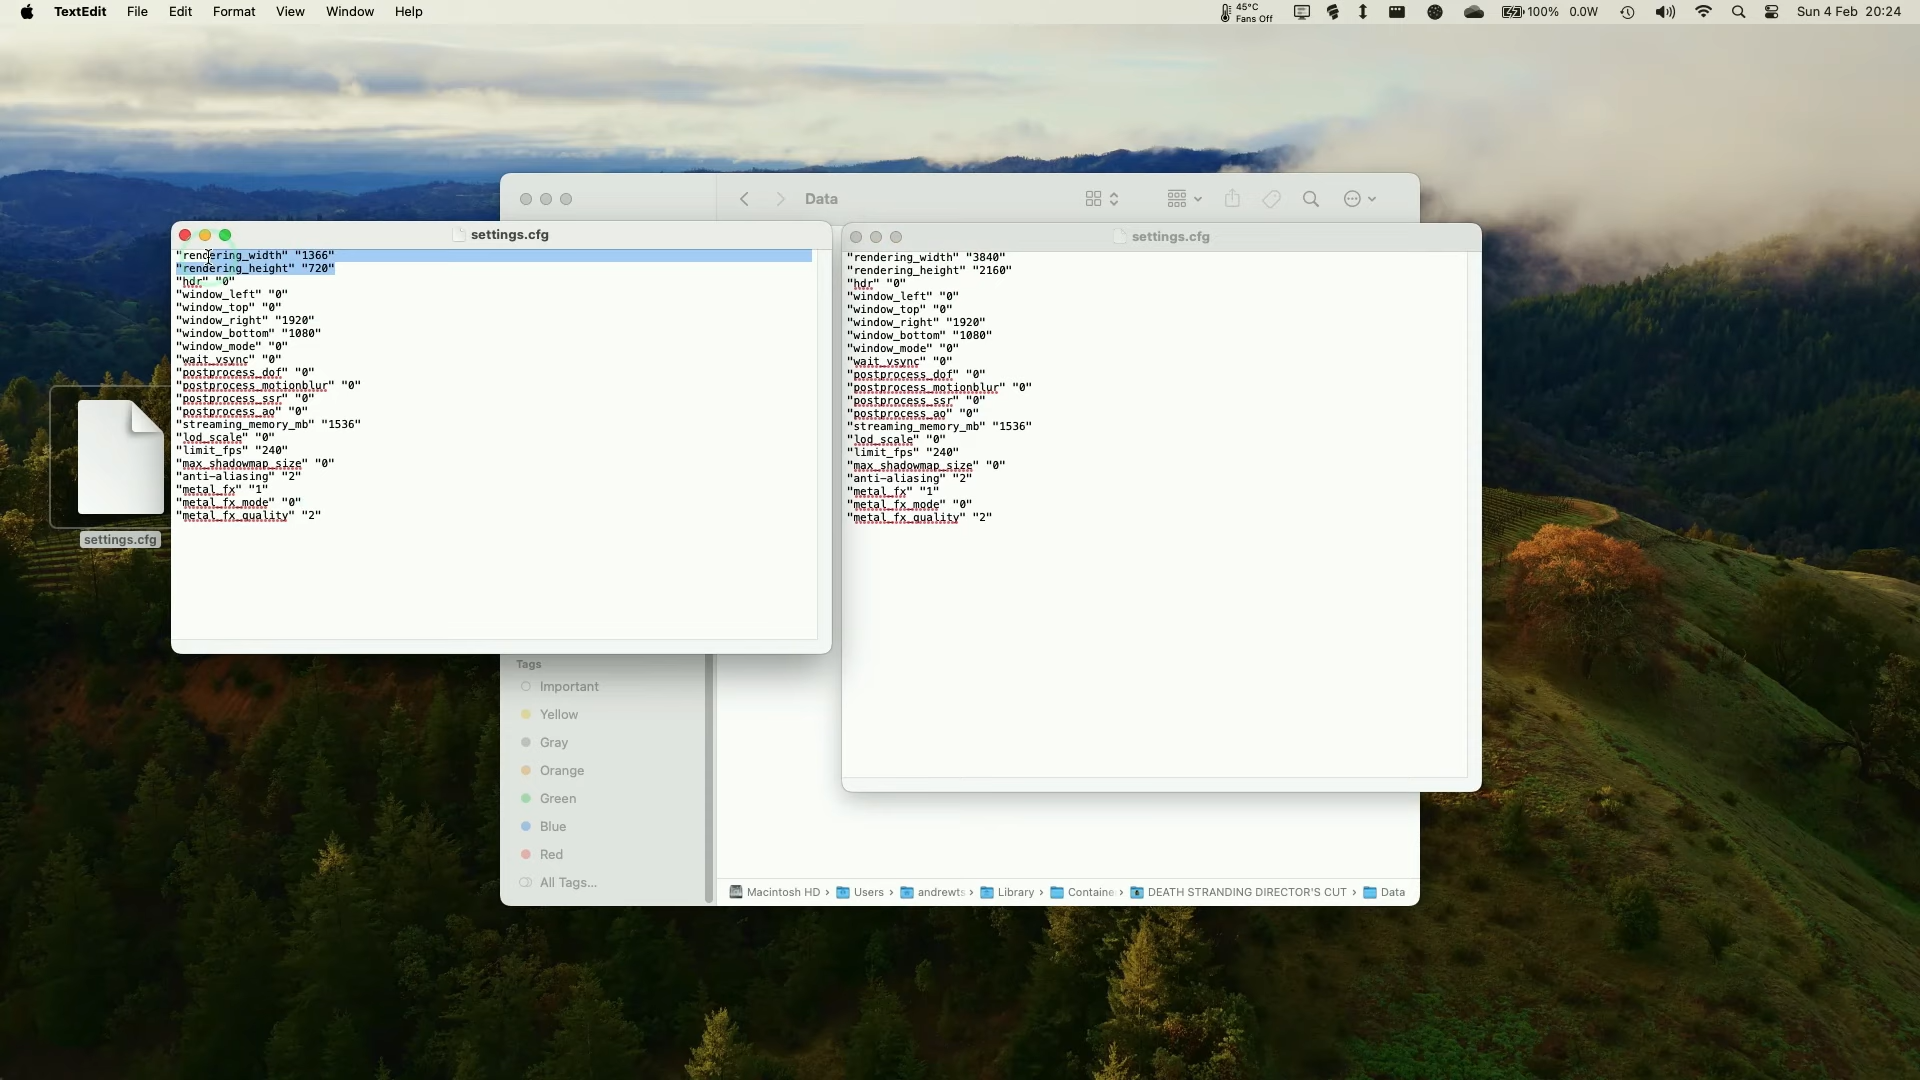 TextEdit File Edit Format View Window Help
45°C
Fans Off
100% 0.0W Sun 4 Feb 20:24
Data
settings.cfg
"rendering_width" "1366"
"rendering_height" "720"
"hdr" "0"
"window_left" "0"
"window_top" "0"
"window_right" "1920"
"window_bottom" "1080"
"window_mode" "0"
"wait_vsync" "0"
"postprocess_dof" "0"
"postprocess_motionblur" "0"
"postprocess_ssr" "0"
"postprocess_ao" "0"
"streaming_memory_mb" "1536"
"lod_scale" "0"
"limit_fps" "240"
"max_shadowmap_size" "0"
"anti-aliasing" "2"
"metal_fx" "1"
"metal_fx_mode" "0"
"metal_fx_quality" "2"
settings.cfg
"rendering_width" "3840"
"rendering_height" "2160"
"hdr" "0"
"window_left" "0"
"window_top" "0"
"window_right" "1920"
"window_bottom" "1080"
"window_mode" "0"
"wait_vsync" "0"
"postprocess_dof" "0"
"postprocess_motionblur" "0"
"postprocess_ssr" "0"
"postprocess_ao" "0"
"streaming_memory_mb" "1536"
"lod_scale" "0"
"limit_fps" "240"
"max_shadowmap_size" "0"
"anti-aliasing" "2"
"metal_fx" "1"
"metal_fx_mode" "0"
"metal_fx_quality" "2"
settings.cfg
Tags
Important
Yellow
Gray
Orange
Green
Blue
Red
All Tags...
Macintosh HD › Users › andrewts › Library › Containe › DEATH STRANDING DIRECTOR'S CUT › Data